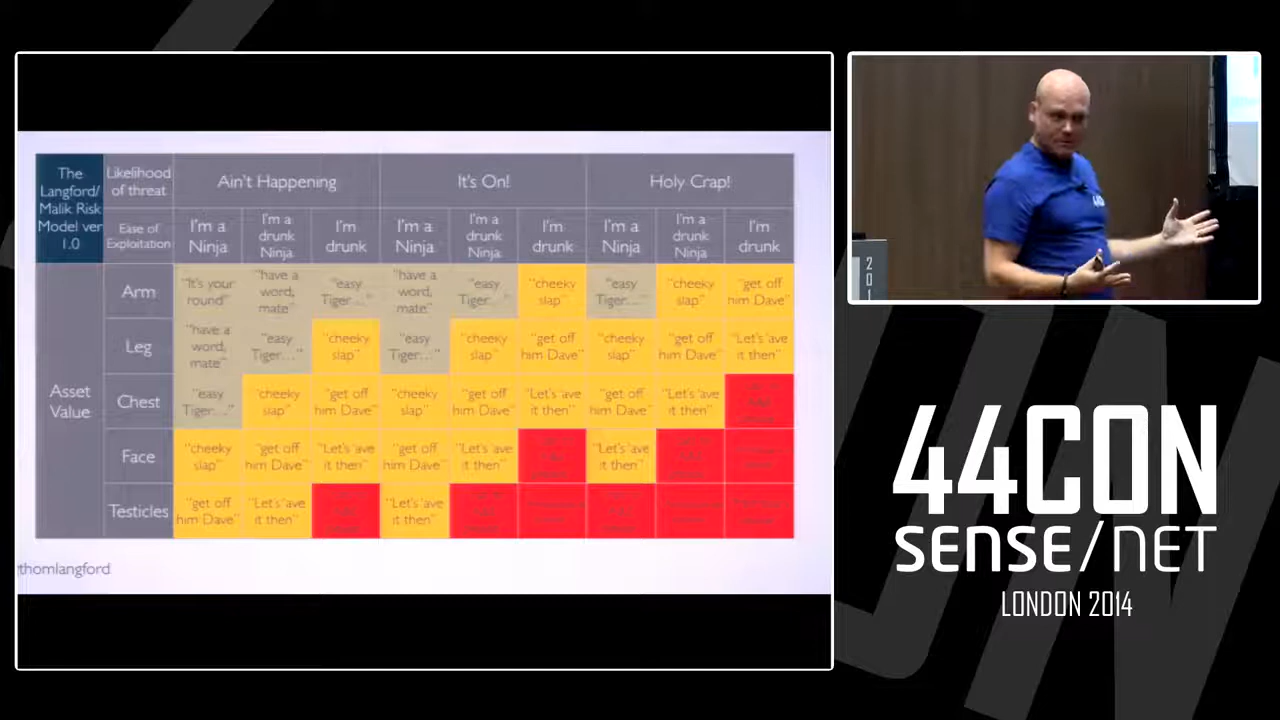 The
Langford/
Malik Risk
Model ver
1.0
Likelihood
of threat
Ain't Happening
It's On!
Holy Crap!
Ease of
Exploitation
I'm a
Ninja
I'm a
drunk
Ninja
I'm
drunk
I'm a
Ninja
I'm a
drunk
Ninja
I'm
drunk
I'm a
Ninja
I'm a
drunk
Ninja
I'm
drunk
Asset
Value
Arm
"It's your
round"
"have a
word,
mate"
"easy
Tiger…"
"have a
word,
mate"
"easy
Tiger…"
"cheeky
slap"
"easy
Tiger…"
"cheeky
slap"
"get off
him Dave"
Leg
"have a
word,
mate"
"easy
Tiger…"
"cheeky
slap"
"easy
Tiger…"
"cheeky
slap"
"get off
him Dave"
"cheeky
slap"
"get off
him Dave"
"Let's 'ave
it then"
Chest
"easy
Tiger…"
"cheeky
slap"
"get off
him Dave"
"cheeky
slap"
"get off
him Dave"
"Let's 'ave
it then"
"get off
him Dave"
"Let's 'ave
it then"
Face
"cheeky
slap"
"get off
him Dave"
"Let's 'ave
it then"
"get off
him Dave"
"Let's 'ave
it then"
"Let's 'ave
it then"
Testicles
"get off
him Dave"
"Let's 'ave
it then"
"Let's 'ave
it then"
thomlangford
201
44CON
SENSE/NET
LONDON 2014